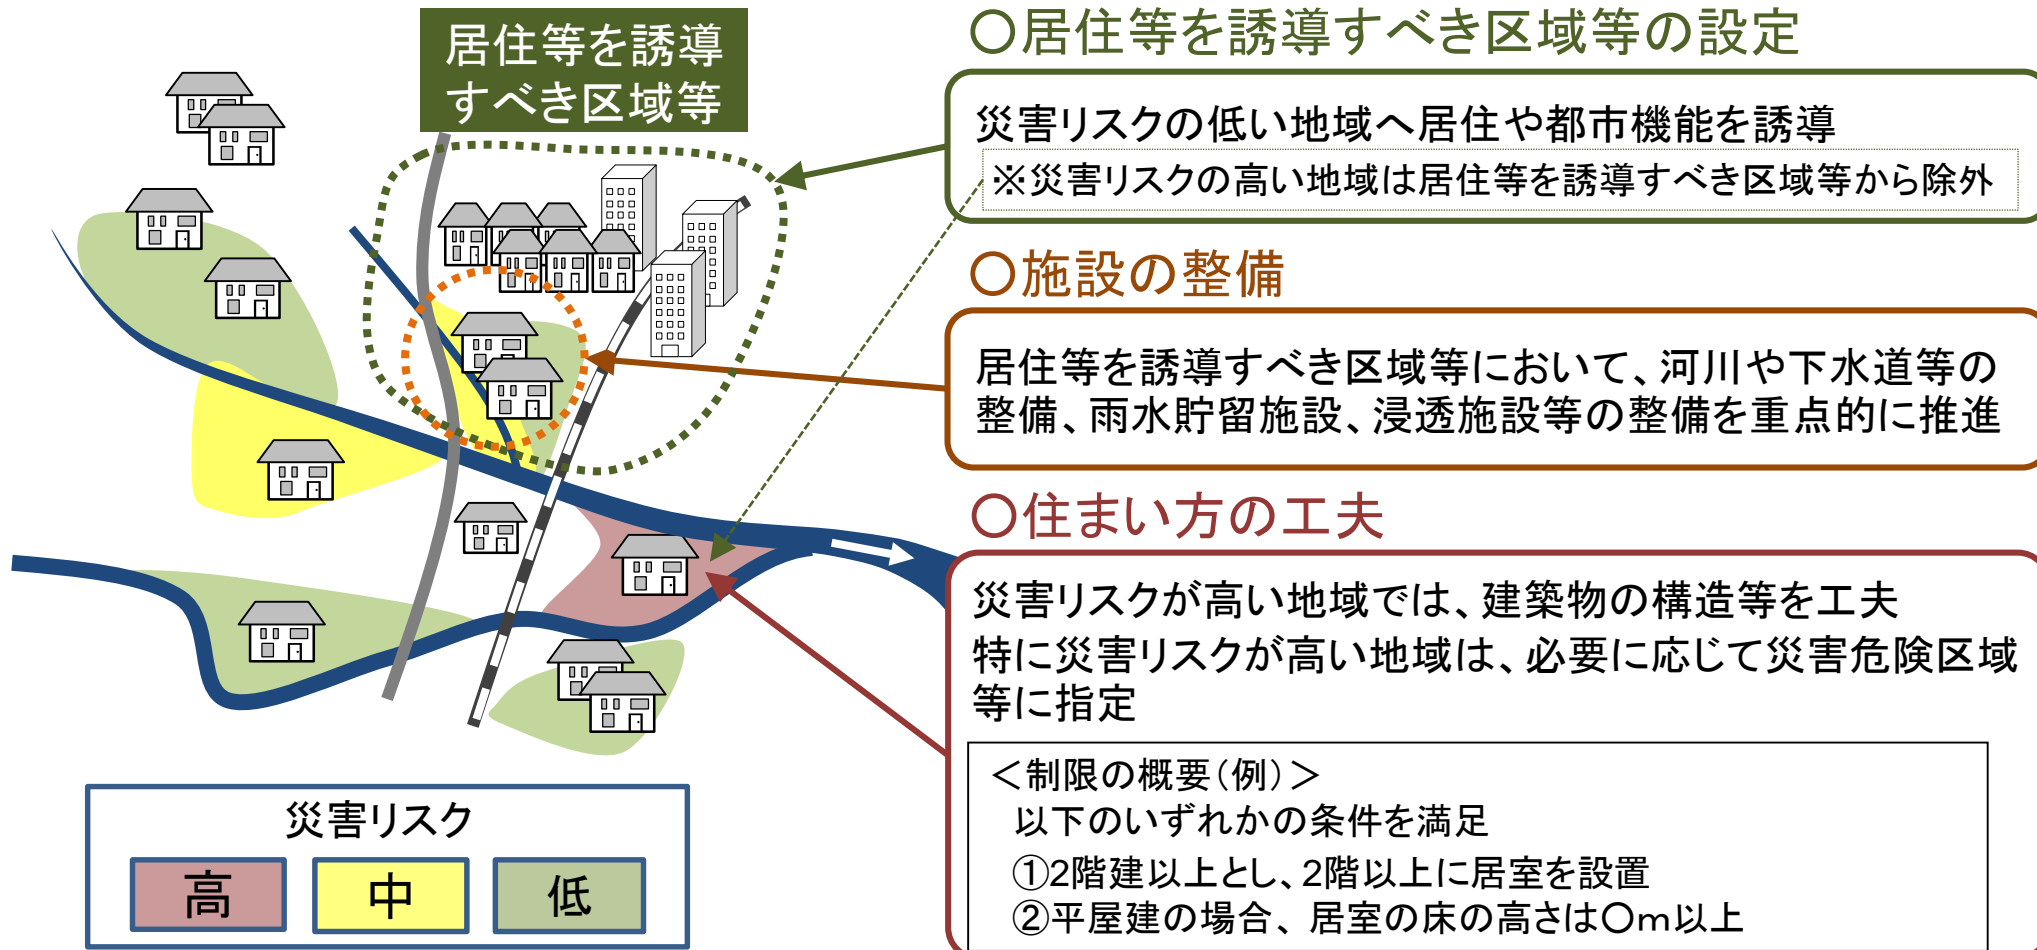 居住等を誘導
すべき区域等
〇居住等を誘導すべき区域等の設定
災害リスクの低い地域へ居住や都市機能を誘導
※災害リスクの高い地域は居住等を誘導すべき区域等から除外
〇施設の整備
居住等を誘導すべき区域等において、河川や下水道等の
整備、雨水貯留施設、浸透施設等の整備を重点的に推進
〇住まい方の工夫
災害リスクが高い地域では、建築物の構造等を工夫
特に災害リスクが高い地域は、必要に応じて災害危険区域
等に指定
＜制限の概要（例）＞
以下のいずれかの条件を満足
①2階建以上とし、2階以上に居室を設置
②平屋建の場合、居室の床の高さは〇ｍ以上
災害リスク
高
中
低